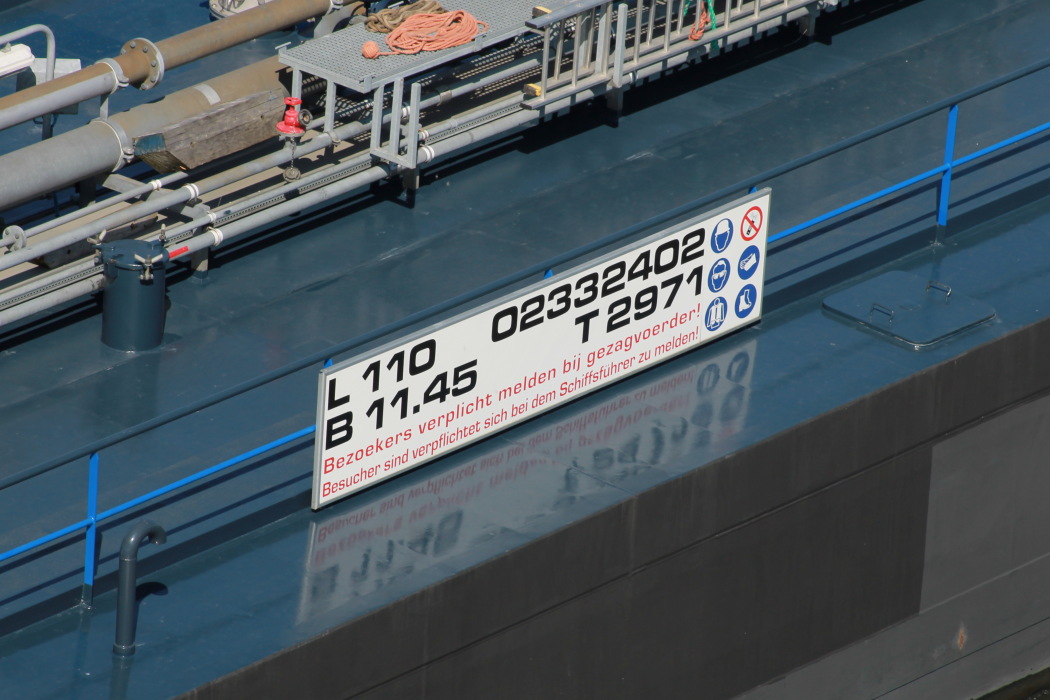 L 110 02332402
B 11.45 T 2971
Bezoekers verplicht melden bij gezagvoerder!
Besucher sind verpflichtet sich bei dem Schiffsführer zu melden!